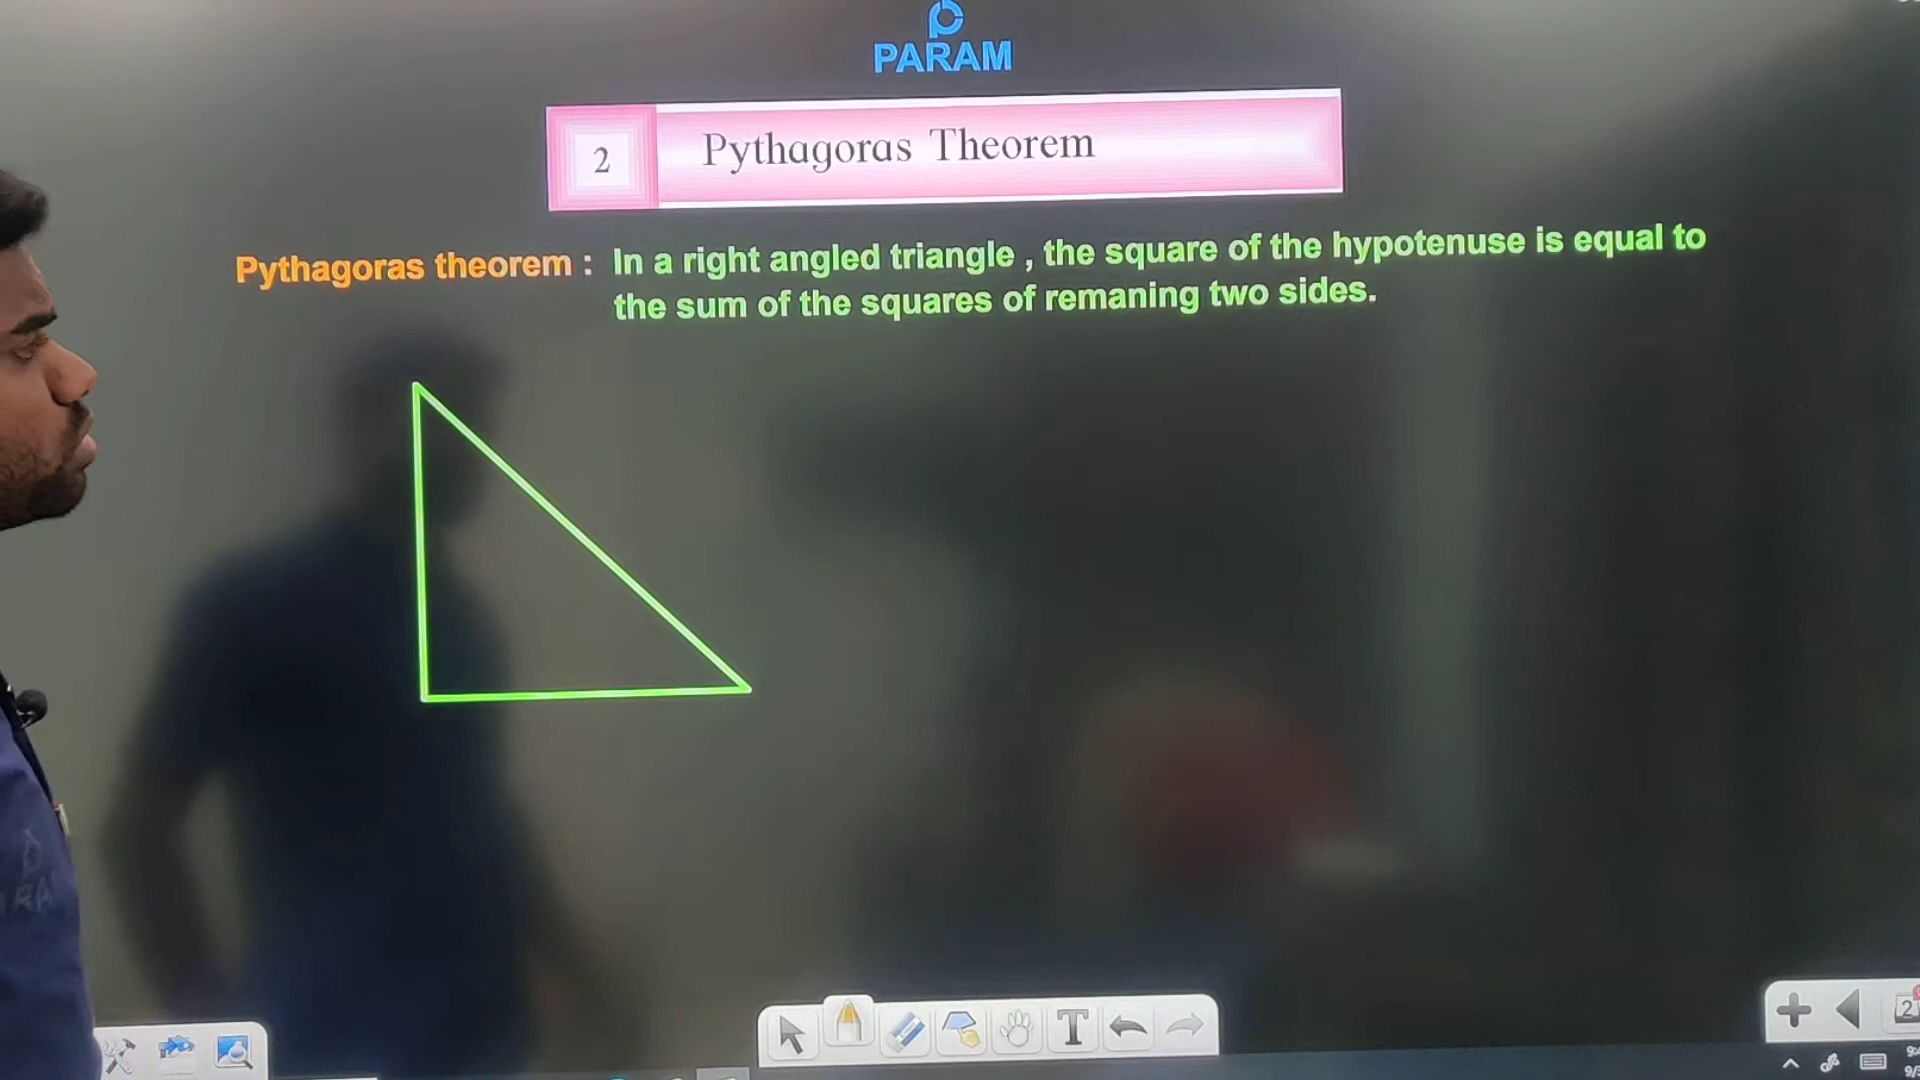 PARAM
2 Pythagoras Theorem
Pythagoras theorem : In a right angled triangle , the square of the hypotenuse is equal to
the sum of the squares of remaning two sides.
T
2